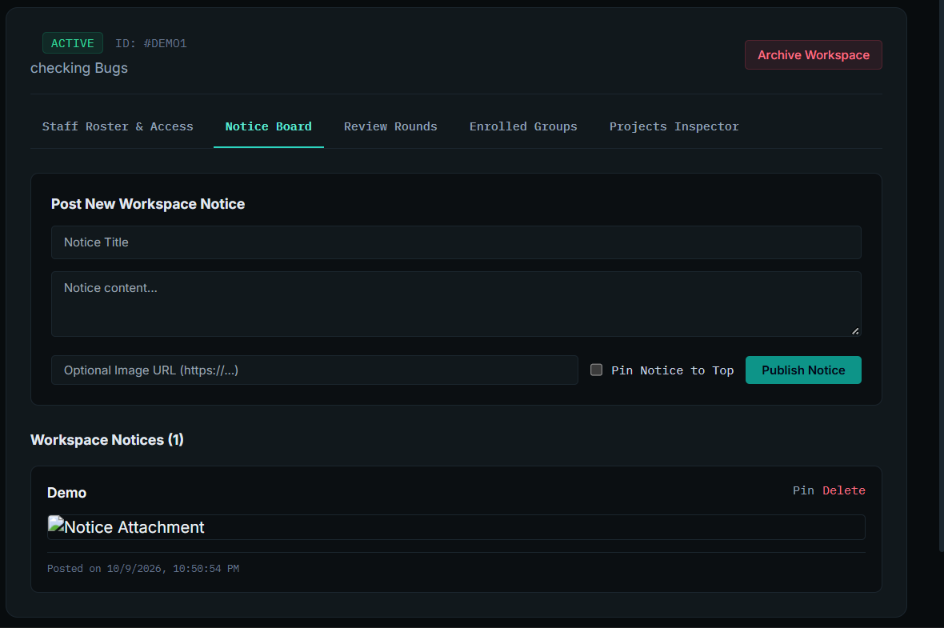 ACTIVE ID: #DEMO1
checking Bugs
Archive Workspace
Staff Roster & Access Notice Board Review Rounds Enrolled Groups Projects Inspector
Post New Workspace Notice
Notice Title
Notice content...
Optional Image URL (https://...) Pin Notice to Top Publish Notice
Workspace Notices (1)
Demo Pin Delete
Notice Attachment
Posted on 10/9/2026, 10:50:54 PM